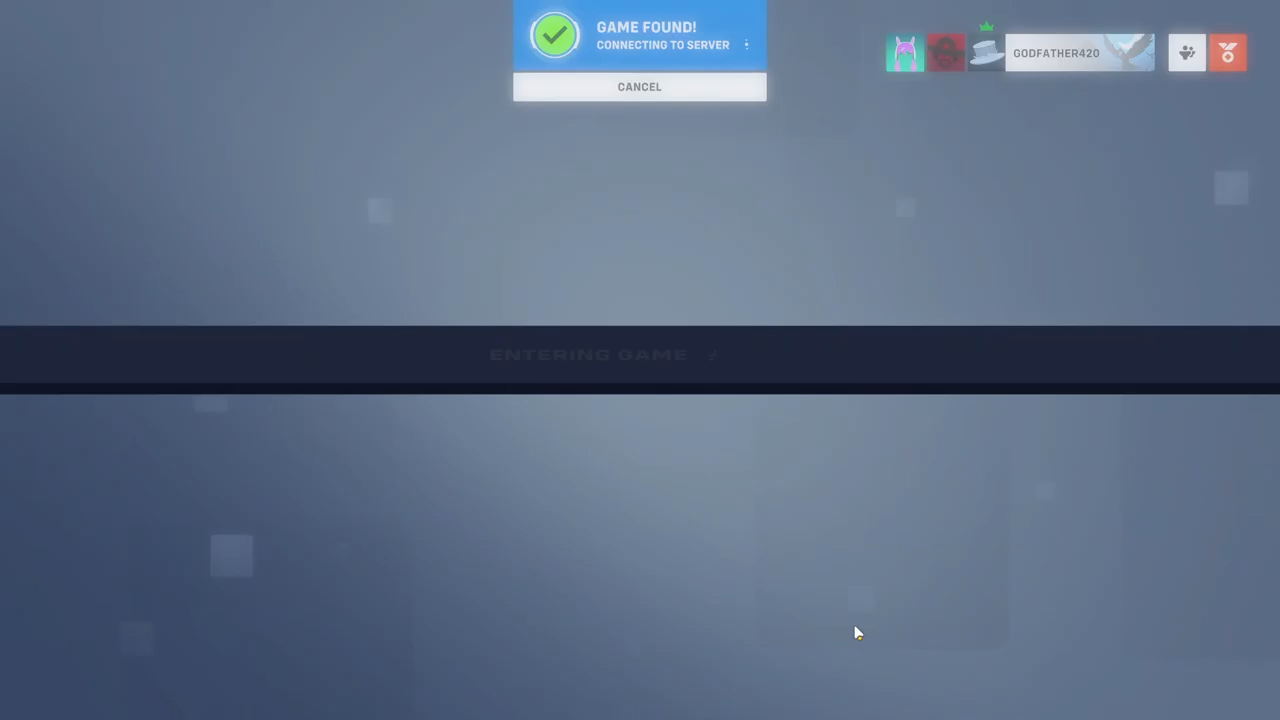 GAME FOUND!
CONNECTING TO SERVER
CANCEL
GODFATHER420
ENTERING GAME